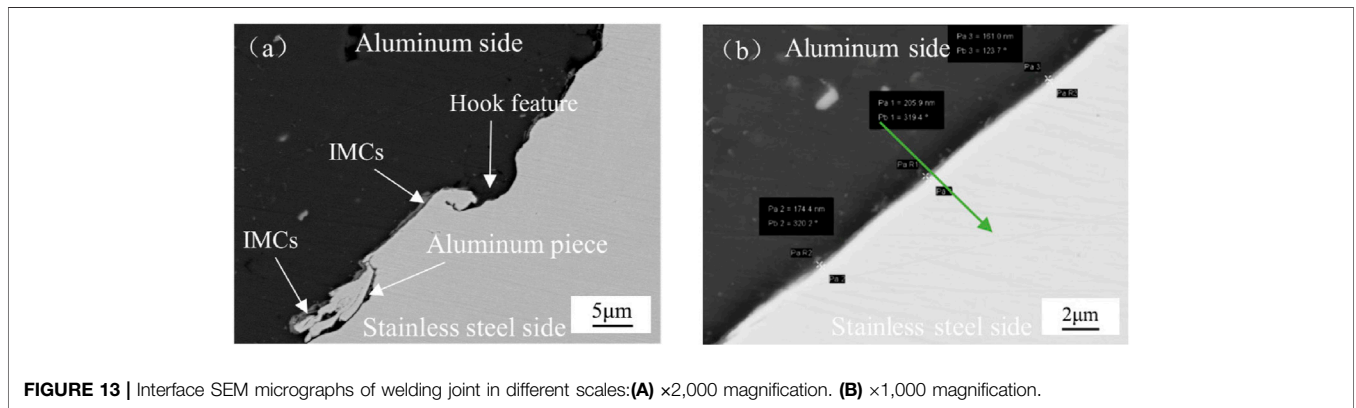 （a）
Aluminum side
Hook feature
IMCs
IMCs
Aluminum piece
Stainless steel side
5μm
（b）
Aluminum side
Pa 3 = 161.0 nm
Pb 3 = 123.7 °
Pa 3
Pa R3
Pa 1 = 205.9 nm
Pb 1 = 319.4 °
Pa R1
Pa 2 = 174.4 nm
Pb 2 = 320.2 °
Pa R2
Pa 2
Stainless steel side
2μm
FIGURE 13 | Interface SEM micrographs of welding joint in different scales:(A) ×2,000 magnification. (B) ×1,000 magnification.